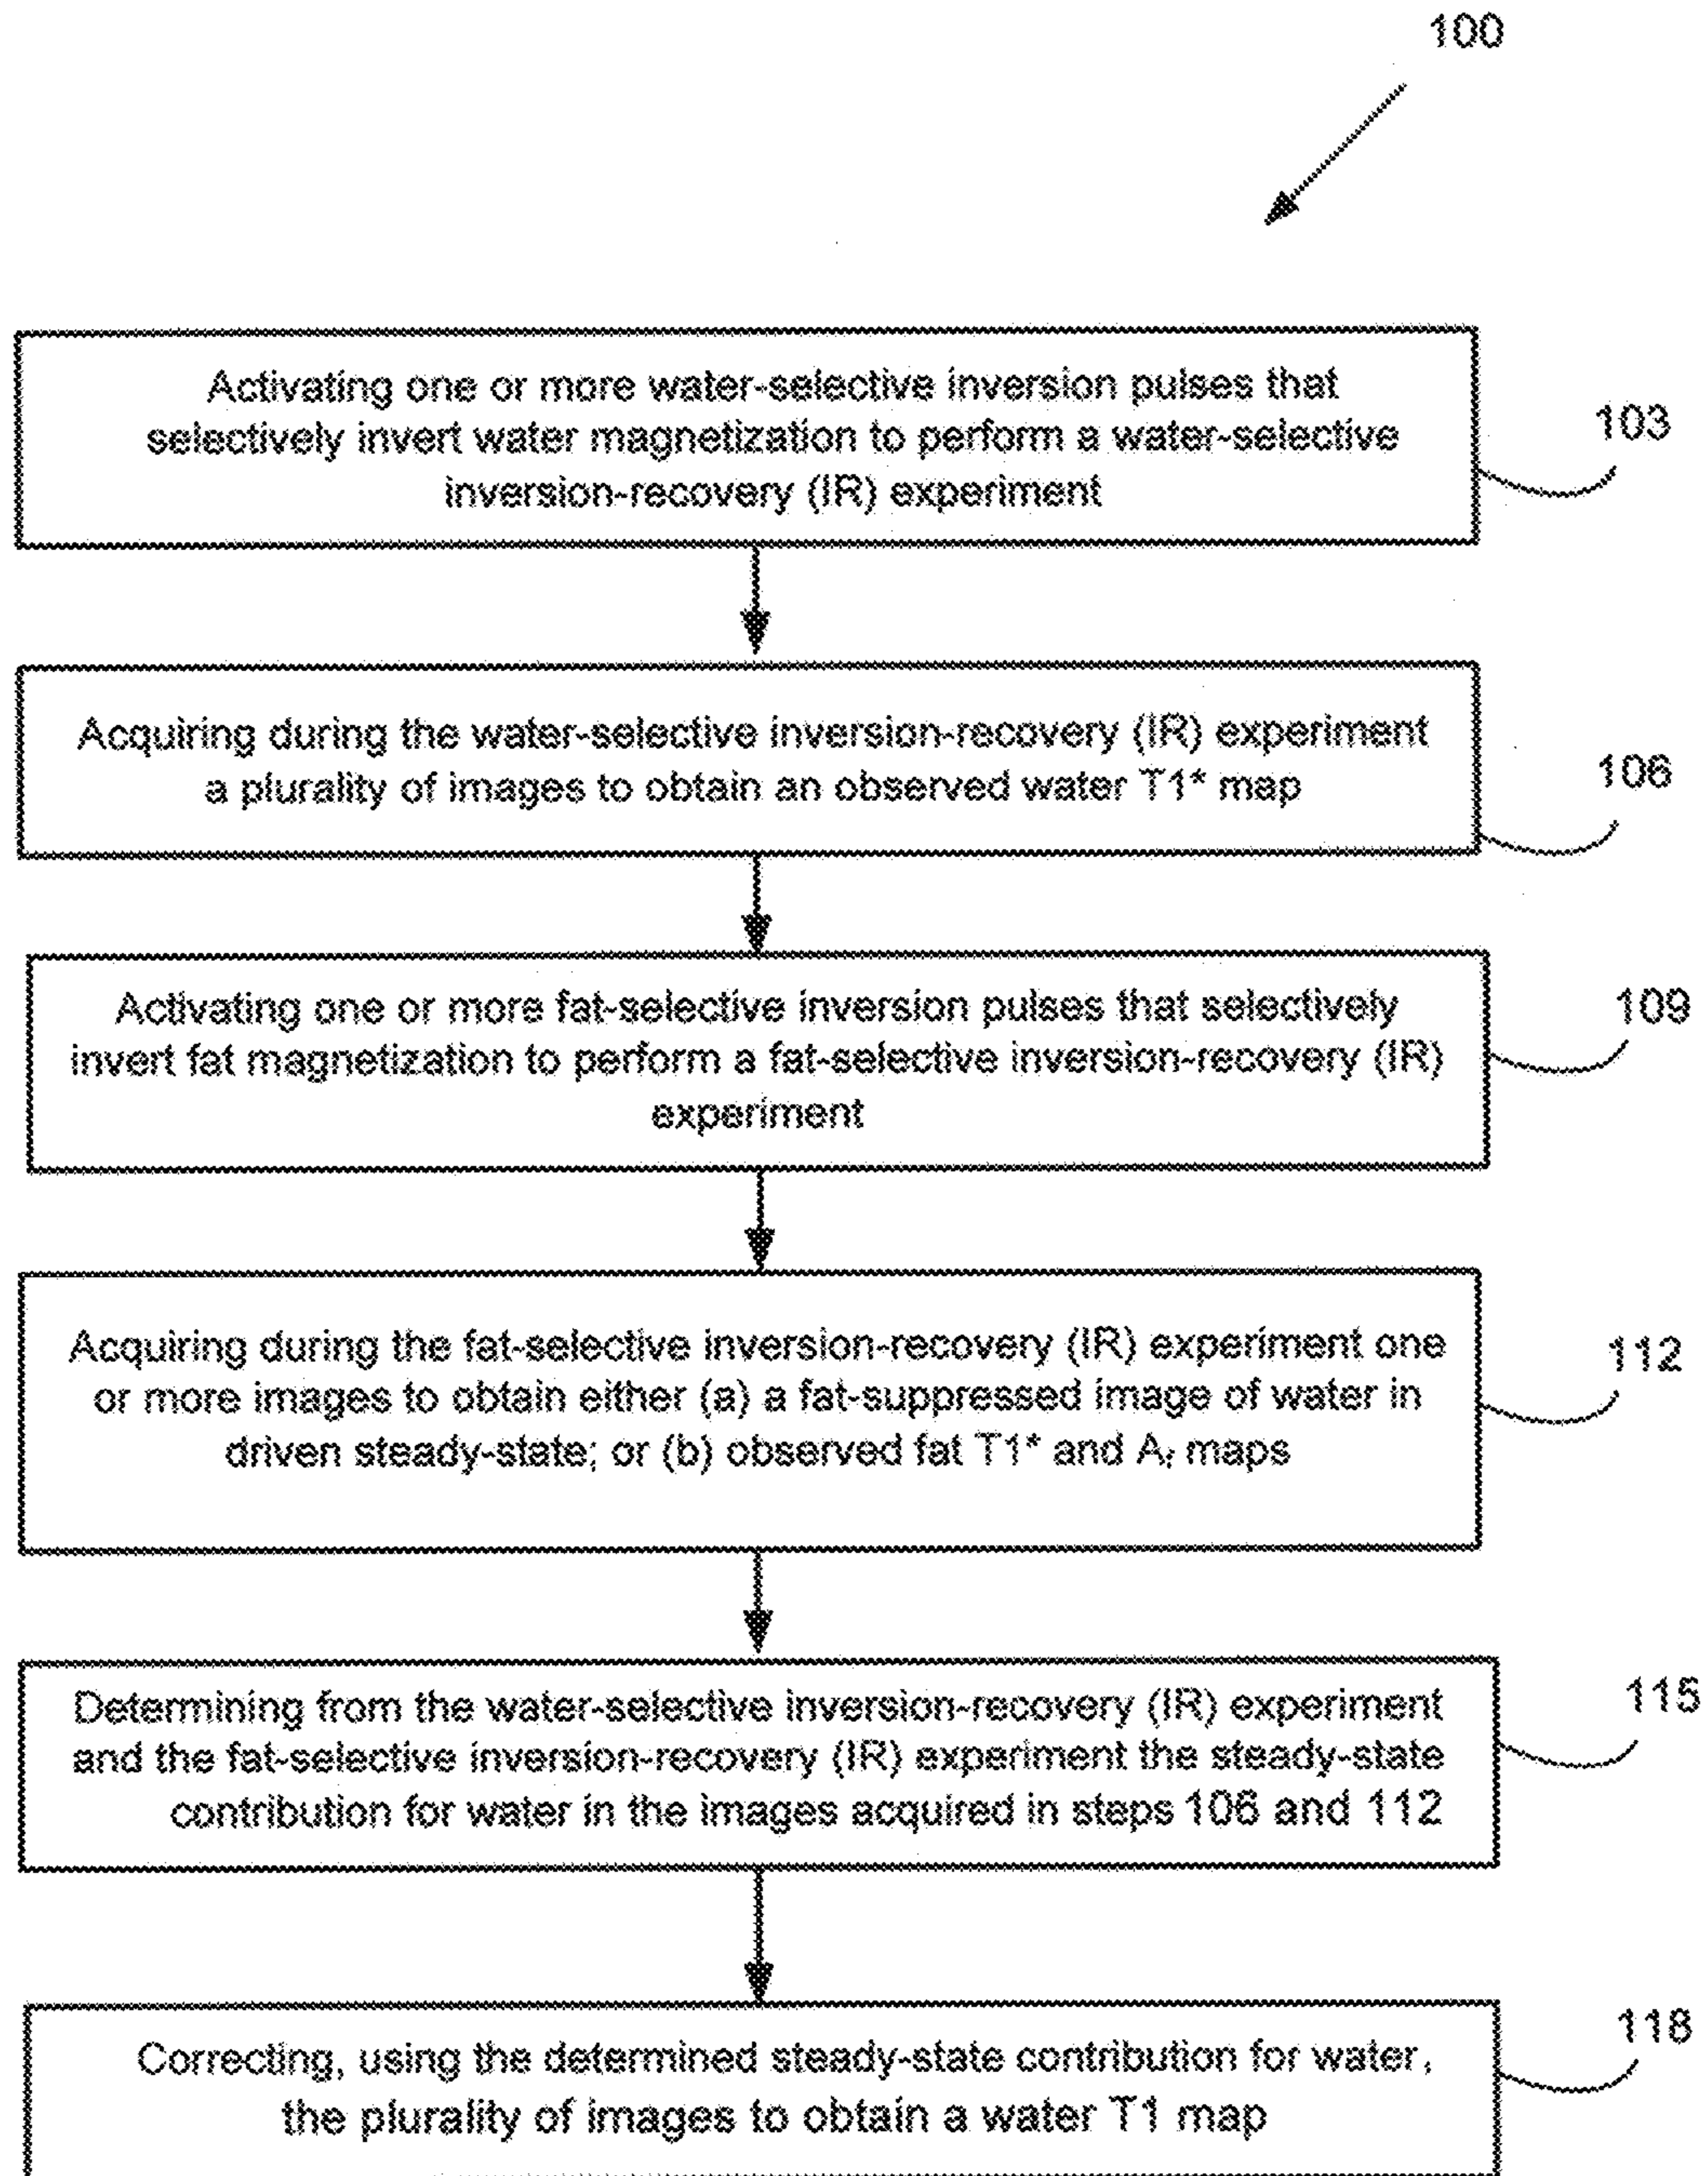 100
Activating one or more water-selective inversion pulses that
selectively invert water magnetization to perform a water-selective
inversion-recovery (IR) experiment
103
Acquiring during the water-selective inversion-recovery (IR) experiment
a plurality of images to obtain an observed water T1* map
106
Activating one or more fat-selective inversion pulses that selectively
invert fat magnetization to perform a fat-selective inversion-recovery (IR)
experiment
109
Acquiring during the fat-selective inversion-recovery (IR) experiment one
or more images to obtain either (a) a fat-suppressed image of water in
driven steady-state; or (b) observed fat T1* and Af maps
112
Determining from the water-selective inversion-recovery (IR) experiment
and the fat-selective inversion-recovery (IR) experiment the steady-state
contribution for water in the images acquired in steps 106 and 112
115
Correcting, using the determined steady-state contribution for water,
the plurality of images to obtain a water T1 map
118